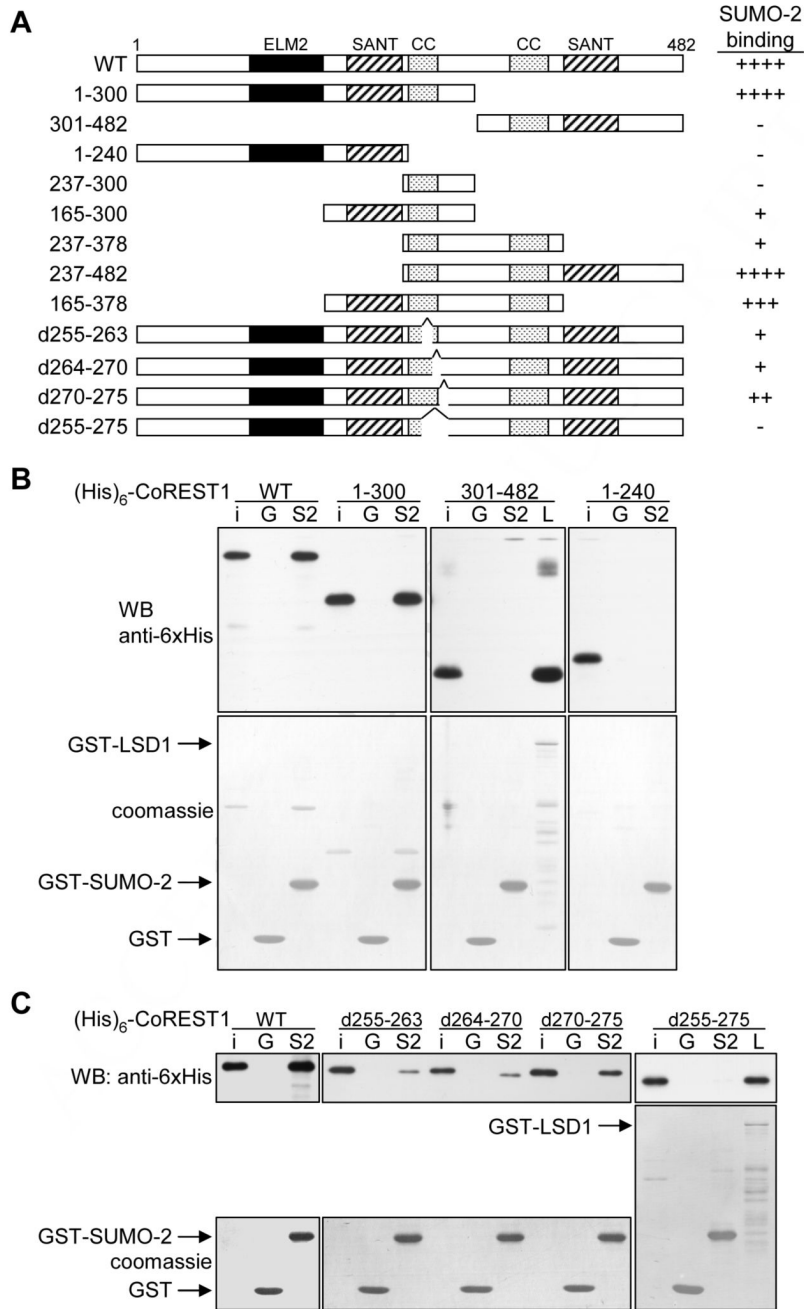 A
SUMO-2
binding
1 ELM2 SANT CC CC SANT 482
WT ++++
1-300 ++++
301-482 -
1-240 -
237-300 -
165-300 +
237-378 +
237-482 ++++
165-378 +++
d255-263 +
d264-270 +
d270-275 ++
d255-275 -
B
(His)6-CoREST1 WT 1-300 301-482 1-240
i G S2 i G S2 i G S2 L i G S2
WB
anti-6xHis
GST-LSD1
coomassie
GST-SUMO-2
GST
C
(His)6-CoREST1 WT d255-263 d264-270 d270-275 d255-275
i G S2 i G S2 i G S2 i G S2 i G S2 L
WB: anti-6xHis
GST-LSD1
GST-SUMO-2
coomassie
GST